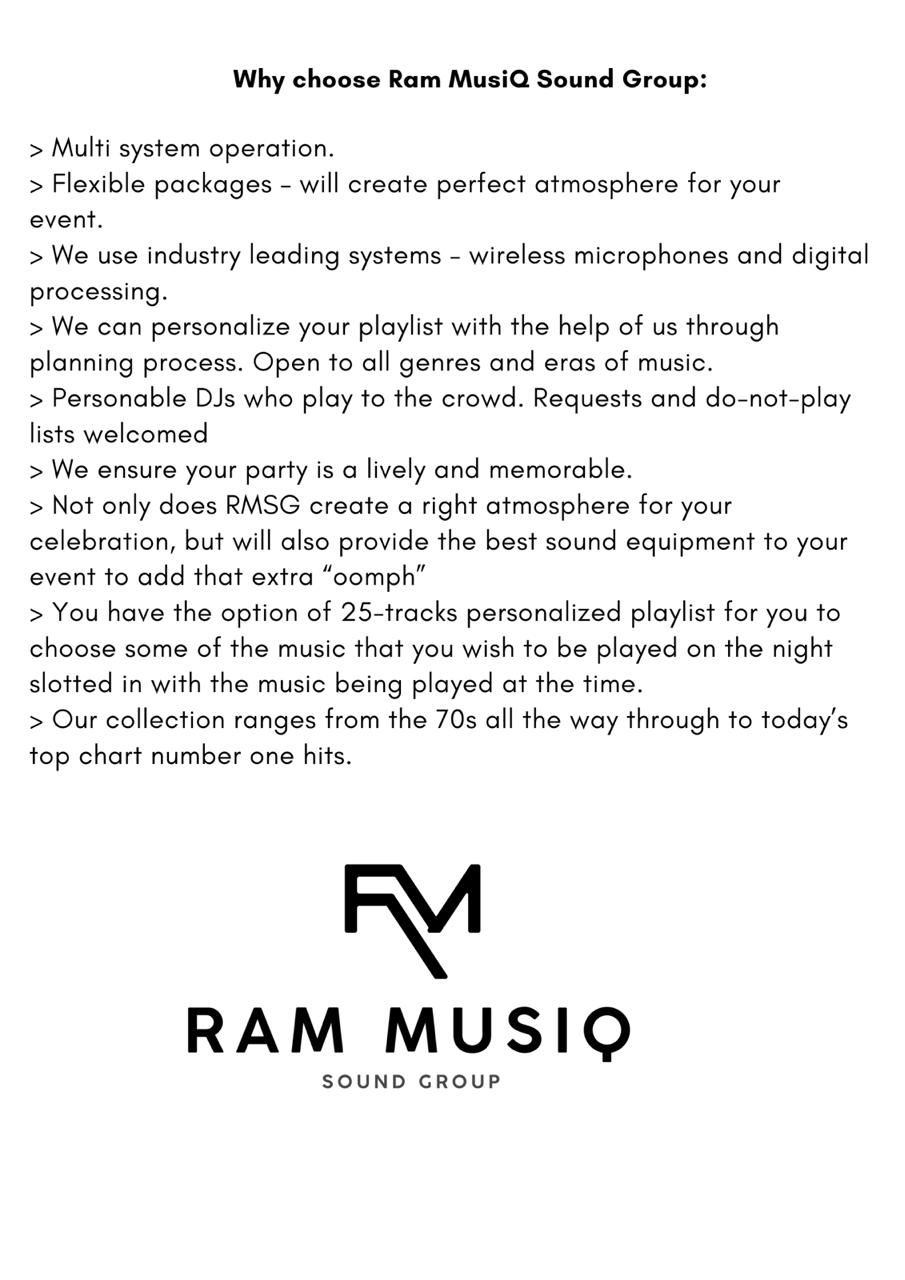 Why choose Ram MusiQ Sound Group:
> Multi system operation.
> Flexible packages - will create perfect atmosphere for your
event.
> We use industry leading systems - wireless microphones and digital
processing.
> We can personalize your playlist with the help of us through
planning process. Open to all genres and eras of music.
> Personable DJs who play to the crowd. Requests and do-not-play
lists welcomed
> We ensure your party is a lively and memorable.
> Not only does RMSG create a right atmosphere for your
celebration, but will also provide the best sound equipment to your
event to add that extra “oomph”
> You have the option of 25-tracks personalized playlist for you to
choose some of the music that you wish to be played on the night
slotted in with the music being played at the time.
> Our collection ranges from the 70s all the way through to today’s
top chart number one hits.
RM
RAM MUSIQ
SOUND GROUP